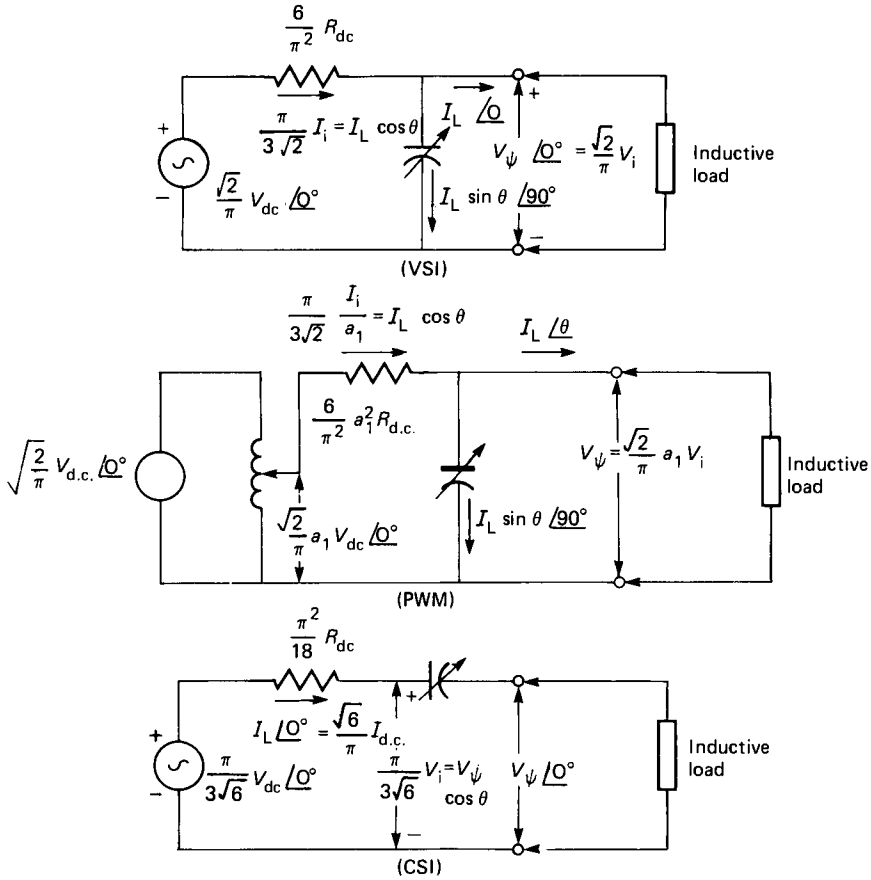 6/π² R_dc
π/(3√2) I_i = I_L cos θ
I_L ∠0
+
−
√2/π V_dc ∠0°
I_L sin θ ∠90°
+
V_ψ ∠0° = √2/π V_i
−
Inductive
load
(VSI)
π/(3√2) I_i/a_1 = I_L cos θ
I_L ∠θ
6/π² a_1² R_d.c.
√(2/π) V_d.c. ∠0°
√2/π a_1 V_dc ∠0°
I_L sin θ ∠90°
V_ψ = √2/π a_1 V_i
Inductive
load
(PWM)
π²/18 R_dc
+
−
I_L ∠0° = √6/π I_d.c.
π/(3√6) V_dc ∠0°
+
π/(3√6) V_i = V_ψ
cos θ
−
V_ψ ∠0°
Inductive
load
(CSI)